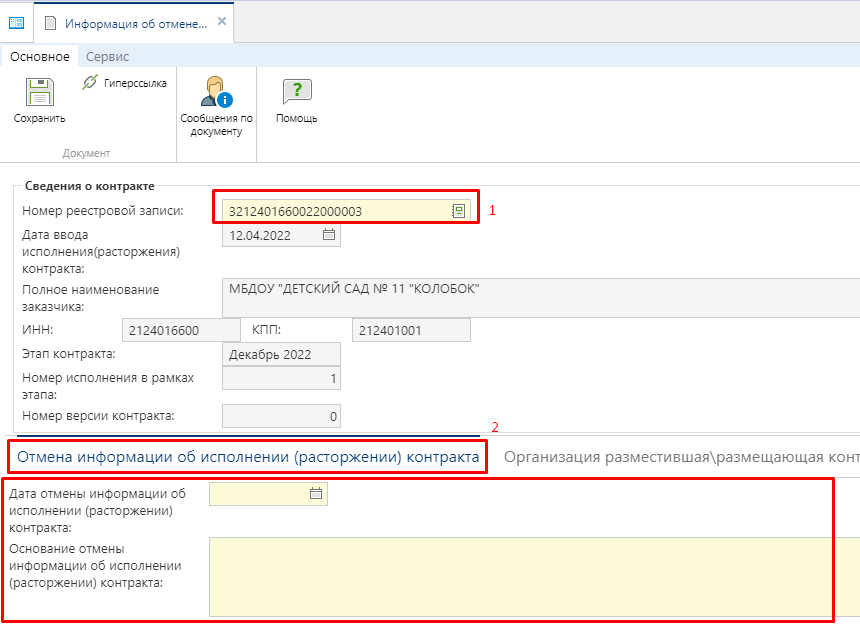 Информация об отмене...
Основное
Сервис
Сохранить
Гиперссылка
Сообщения по
документу
?
Помощь
Документ
Сведения о контракте
Номер реестровой записи:
3212401660022000003
1
Дата ввода
исполнения(расторжения)
контракта:
12.04.2022
Полное наименование
заказчика:
МБДОУ "ДЕТСКИЙ САД № 11 "КОЛОБОК"
ИНН:
2124016600
КПП:
212401001
Этап контракта:
Декабрь 2022
Номер исполнения в рамках
этапа:
1
Номер версии контракта:
0
2
Отмена информации об исполнении (расторжении) контракта
Организация разместившая\размещающая конт
Дата отмены информации об
исполнении (расторжении)
контракта:
Основание отмены
информации об исполнении
(расторжении) контракта: